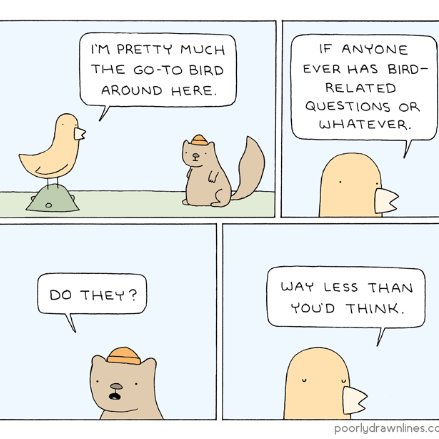 I'M PRETTY MUCH
THE GO-TO BIRD
AROUND HERE.
IF ANYONE
EVER HAS BIRD-
RELATED
QUESTIONS OR
WHATEVER.
DO THEY?
WAY LESS THAN
YOU'D THINK.
poorlydrawnlines.co